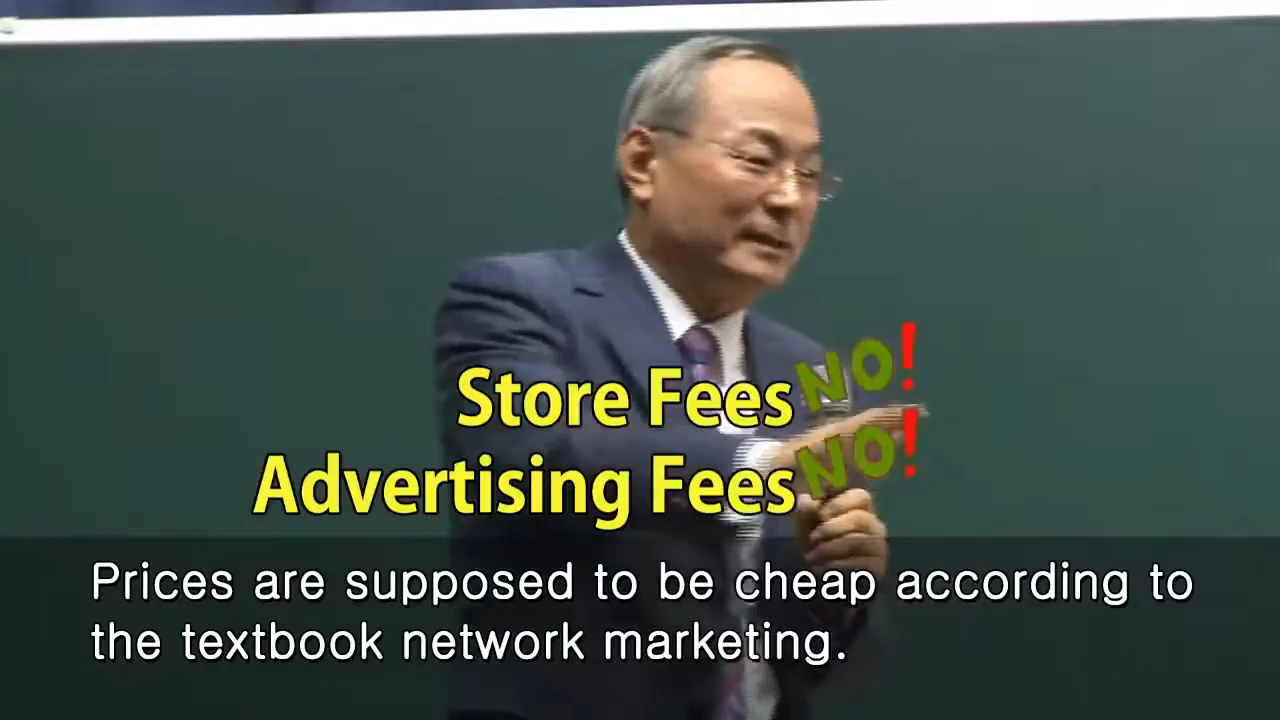 Store Fees NO!
Advertising Fees NO!
Prices are supposed to be cheap according to
the textbook network marketing.